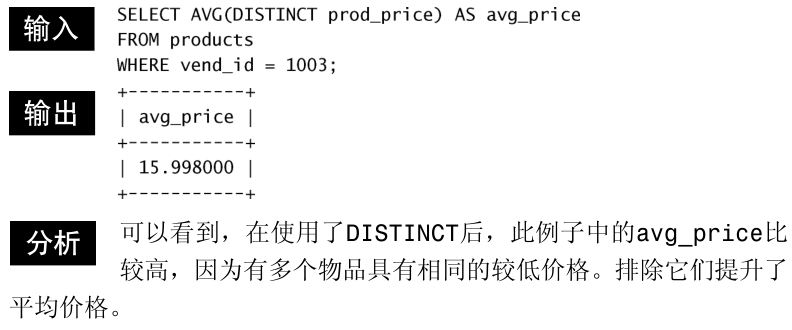 输入
SELECT AVG(DISTINCT prod_price) AS avg_price
FROM products
WHERE vend_id = 1003;
输出
+-----------+
| avg_price |
+-----------+
| 15.998000 |
+-----------+
分析
可以看到，在使用了DISTINCT后，此例子中的avg_price比
较高，因为有多个物品具有相同的较低价格。排除它们提升了
平均价格。